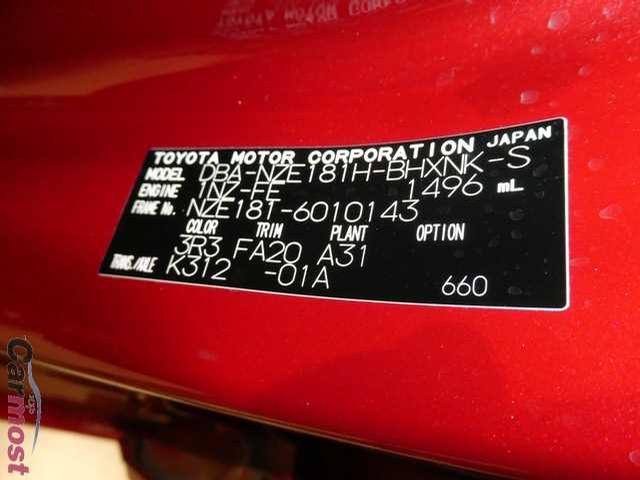 TOYOTA MOTOR CORPORATION JAPAN
MODEL DBA-NZE181H-BHXNK-S
ENGINE 1NZ-FE 1496 mL
FRAME No. NZE181-6010143
COLOR TRIM PLANT OPTION
3R3 FA20 A31
TRANS./AXLE K312 -01A 660
Carmost